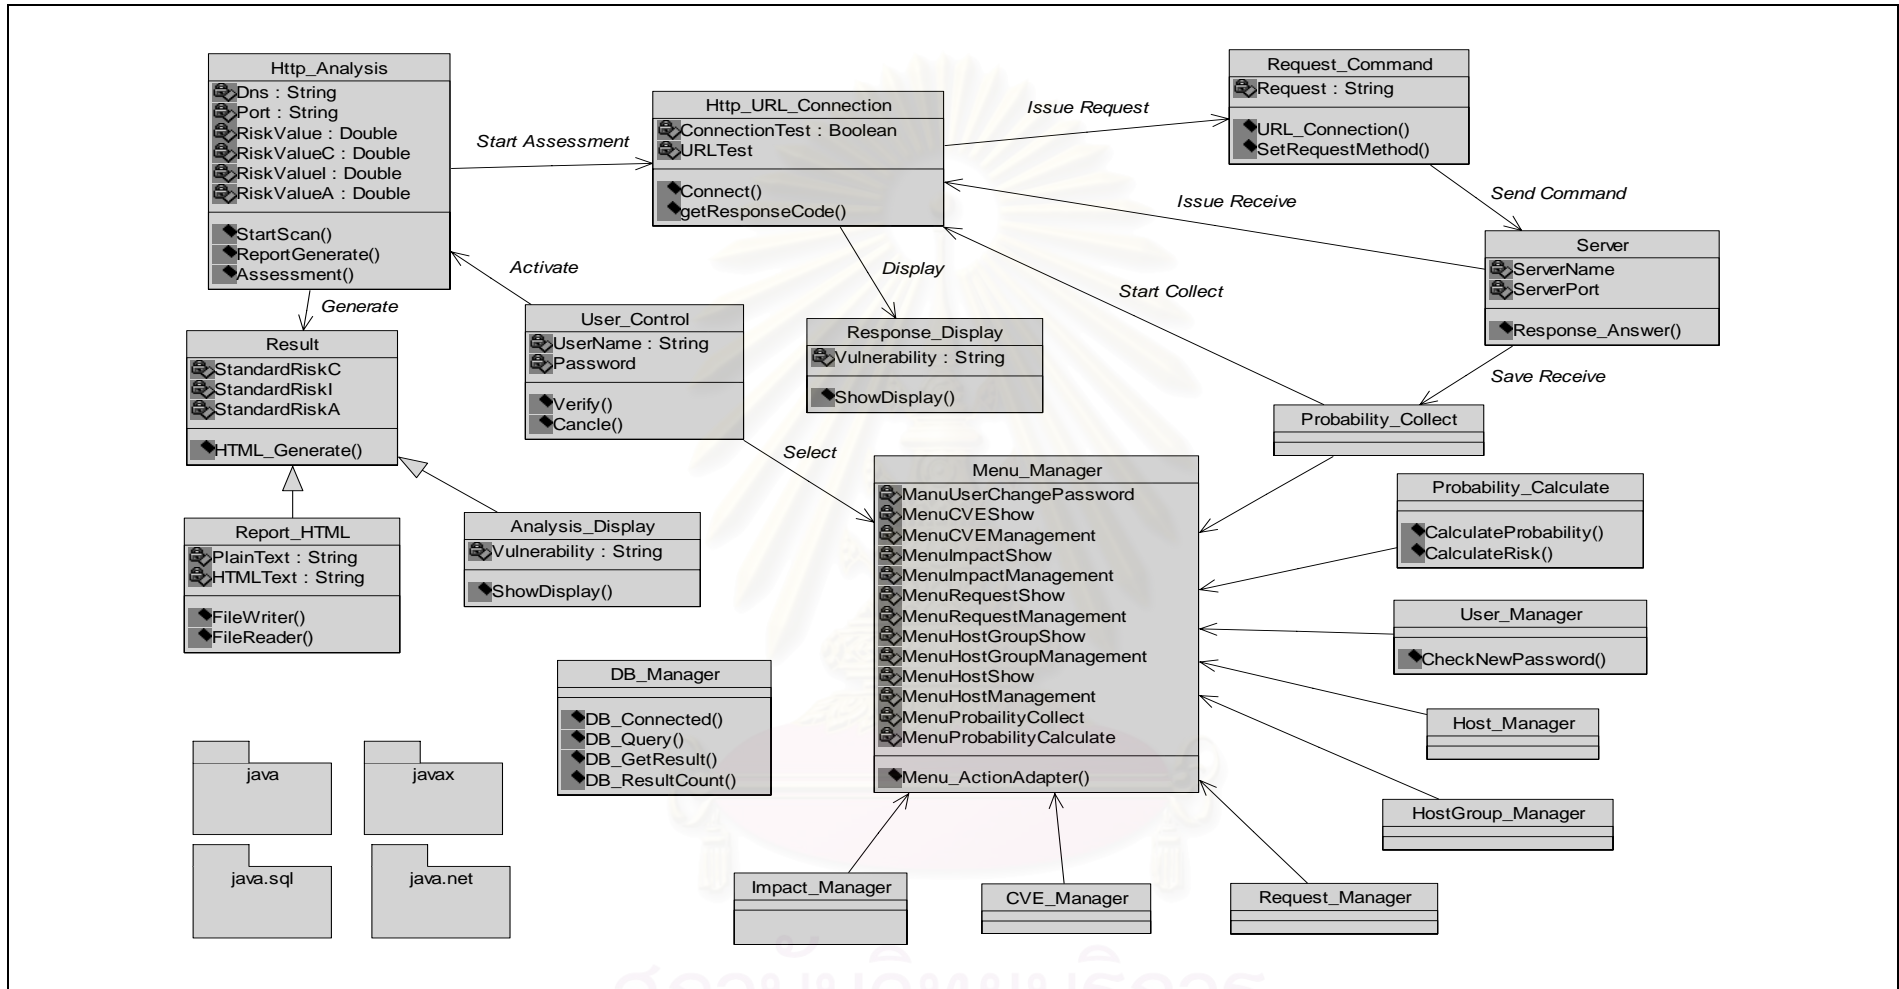 Http_Analysis
Dns : String
Port : String
RiskValue : Double
RiskValueC : Double
RiskValueI : Double
RiskValueA : Double
StartScan()
ReportGenerate()
Assessment()
Start Assessment
Http_URL_Connection
ConnectionTest : Boolean
URLTest
Connect()
getResponseCode()
Issue Request
Request_Command
Request : String
URL_Connection()
SetRequestMethod()
Send Command
Issue Receive
Server
ServerName
ServerPort
Response_Answer()
Activate
Display
Start Collect
Generate
Save Receive
Result
StandardRiskC
StandardRiskI
StandardRiskA
HTML_Generate()
User_Control
UserName : String
Password
Verify()
Cancle()
Response_Display
Vulnerability : String
ShowDisplay()
Probability_Collect
Select
Menu_Manager
ManuUserChangePassword
MenuCVEShow
MenuCVEManagement
MenuImpactShow
MenuImpactManagement
MenuRequestShow
MenuRequestManagement
MenuHostGroupShow
MenuHostGroupManagement
MenuHostShow
MenuHostManagement
MenuProbailityCollect
MenuProbabilityCalculate
Menu_ActionAdapter()
Probability_Calculate
CalculateProbability()
CalculateRisk()
Report_HTML
PlainText : String
HTMLText : String
FileWriter()
FileReader()
Analysis_Display
Vulnerability : String
ShowDisplay()
User_Manager
CheckNewPassword()
DB_Manager
DB_Connected()
DB_Query()
DB_GetResult()
DB_ResultCount()
Host_Manager
HostGroup_Manager
java
javax
java.sql
java.net
Impact_Manager
CVE_Manager
Request_Manager